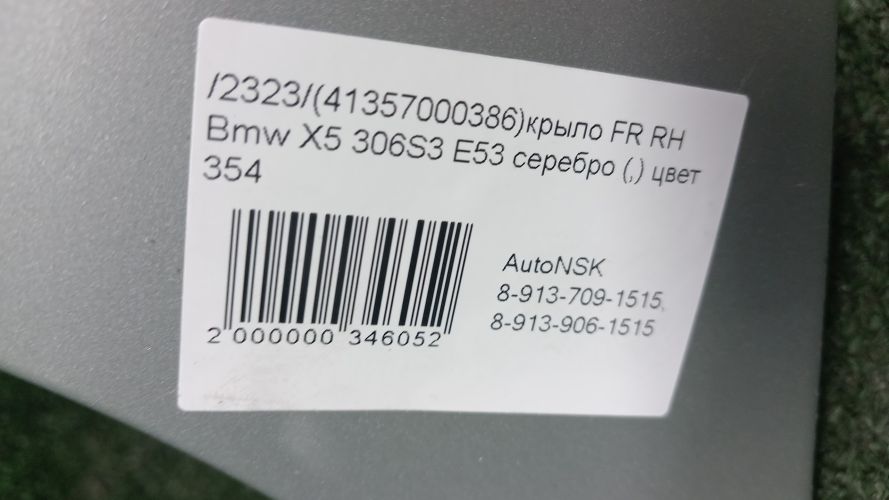 /2323/(41357000386)крыло FR RH
Bmw X5 306S3 E53 серебро (,) цвет
354
AutoNSK
8-913-709-1515,
8-913-906-1515
2 000000 346052